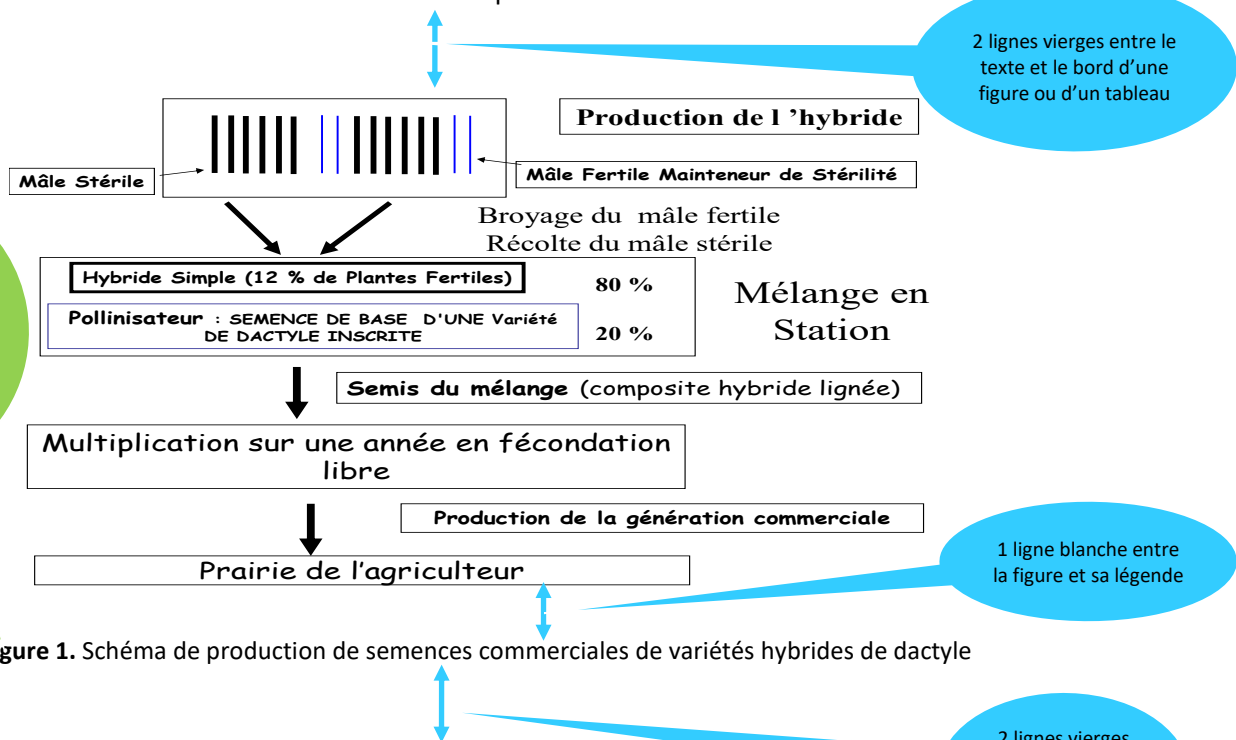 2 lignes vierges entre le
texte et le bord d’une
figure ou d’un tableau
Production de l ’hybride
Mâle Stérile
Mâle Fertile Mainteneur de Stérilité
Broyage du mâle fertile
Récolte du mâle stérile
Hybride Simple (12 % de Plantes Fertiles)
80 %
Pollinisateur : SEMENCE DE BASE D'UNE Variété
DE DACTYLE INSCRITE
20 %
Mélange en
Station
Semis du mélange (composite hybride lignée)
Multiplication sur une année en fécondation
libre
Production de la génération commerciale
Prairie de l’agriculteur
1 ligne blanche entre
la figure et sa légende
gure 1. Schéma de production de semences commerciales de variétés hybrides de dactyle
2 lignes vierges